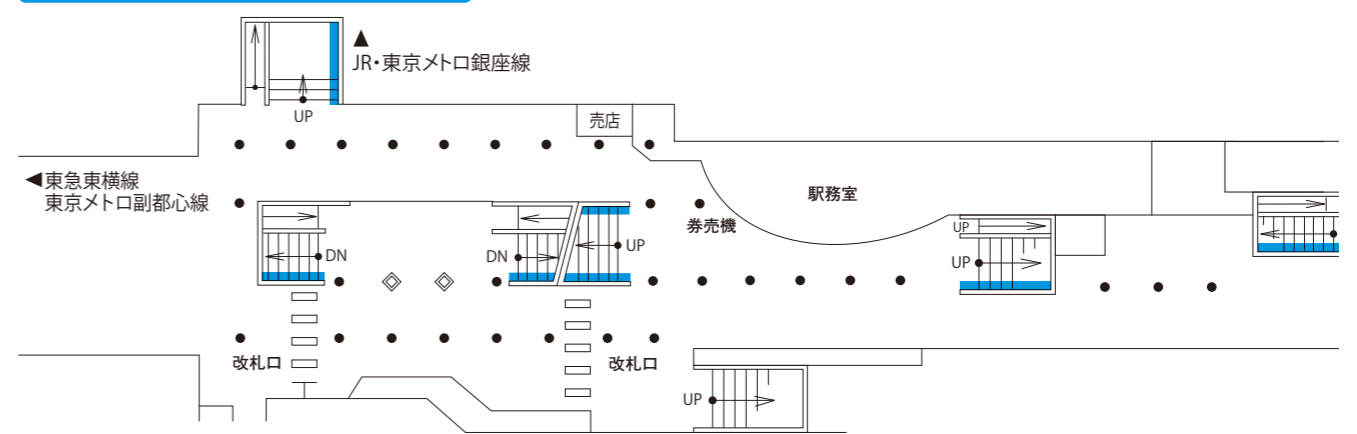 ▲
JR・東京メトロ銀座線
UP
売店
◀東急東横線
東京メトロ副都心線
駅務室
券売機
UP
DN
DN
UP
UP
改札口
改札口
UP